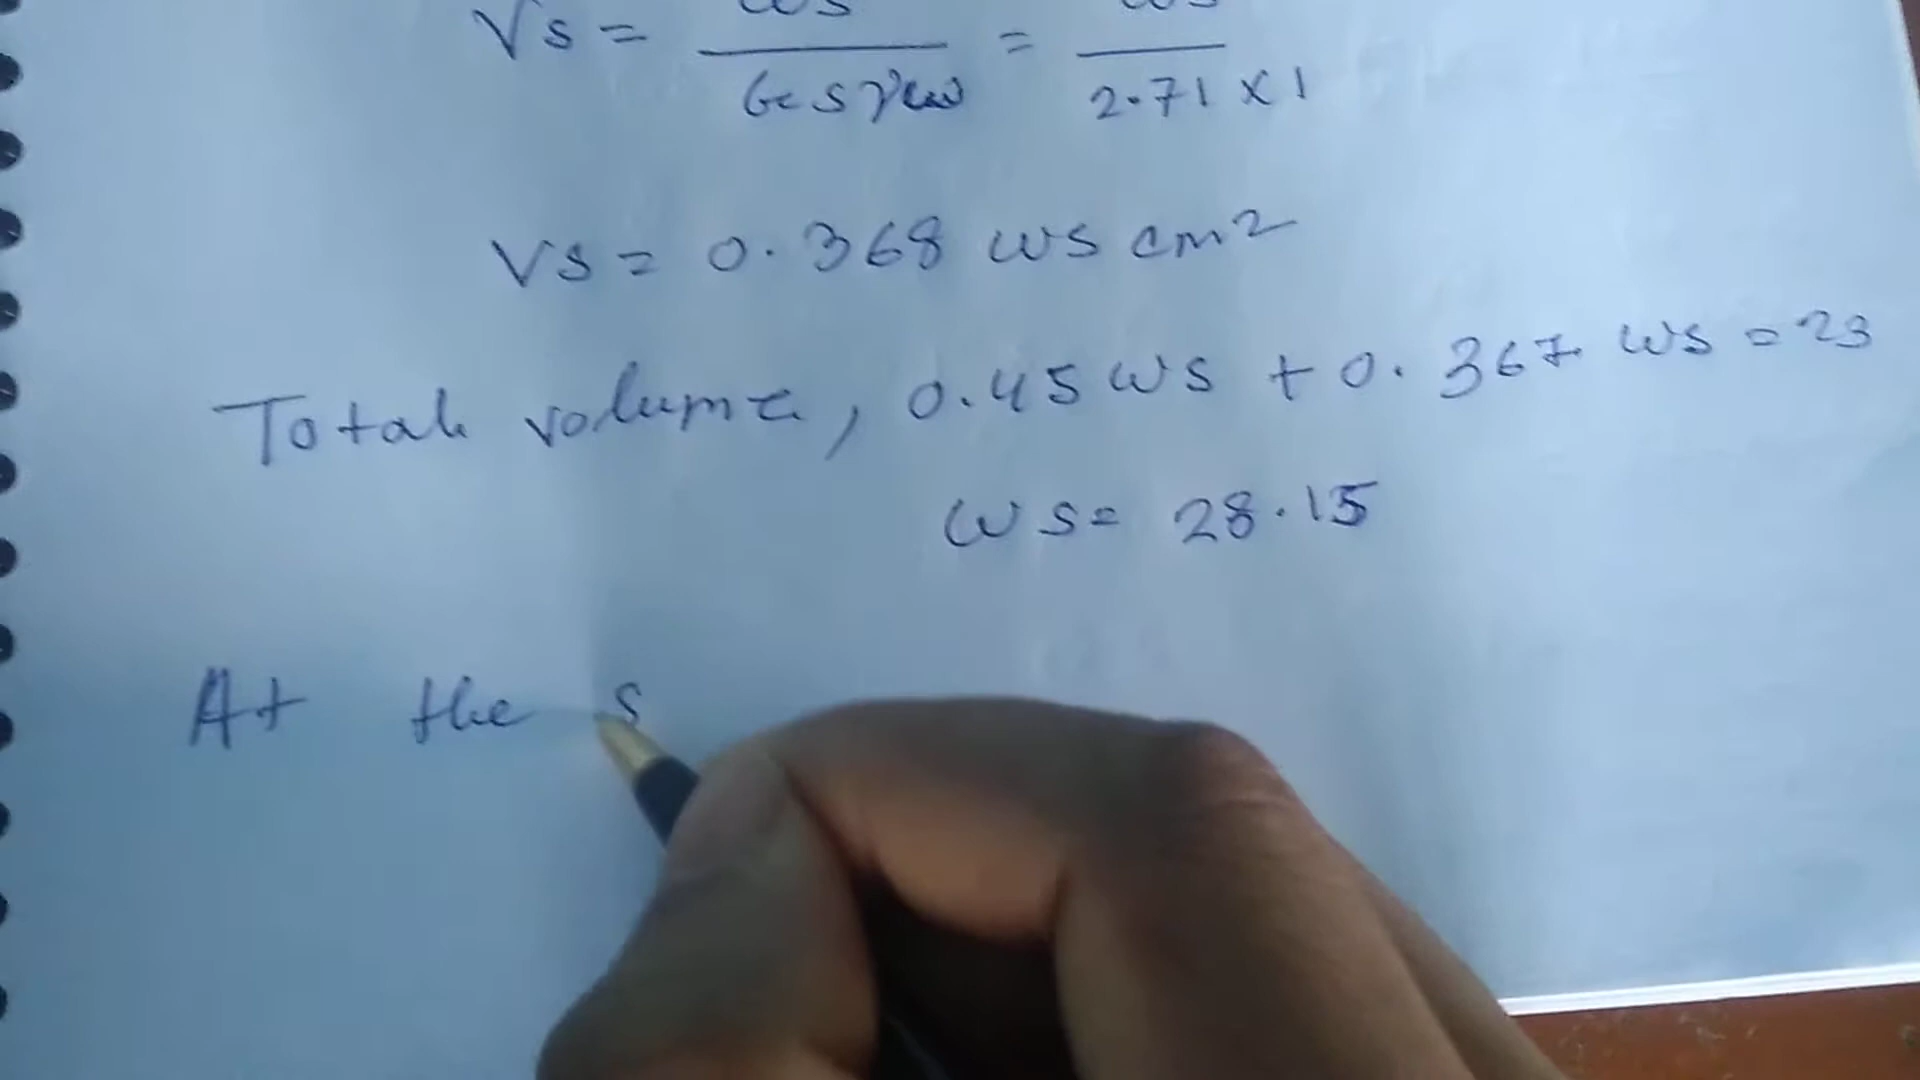 Vs = ws / Gs γw = ws / 2.71 × 1
Vs = 0.368 ws cm2
Total volume, 0.45 ws + 0.367 ws = 23
ws = 28.15
At the s